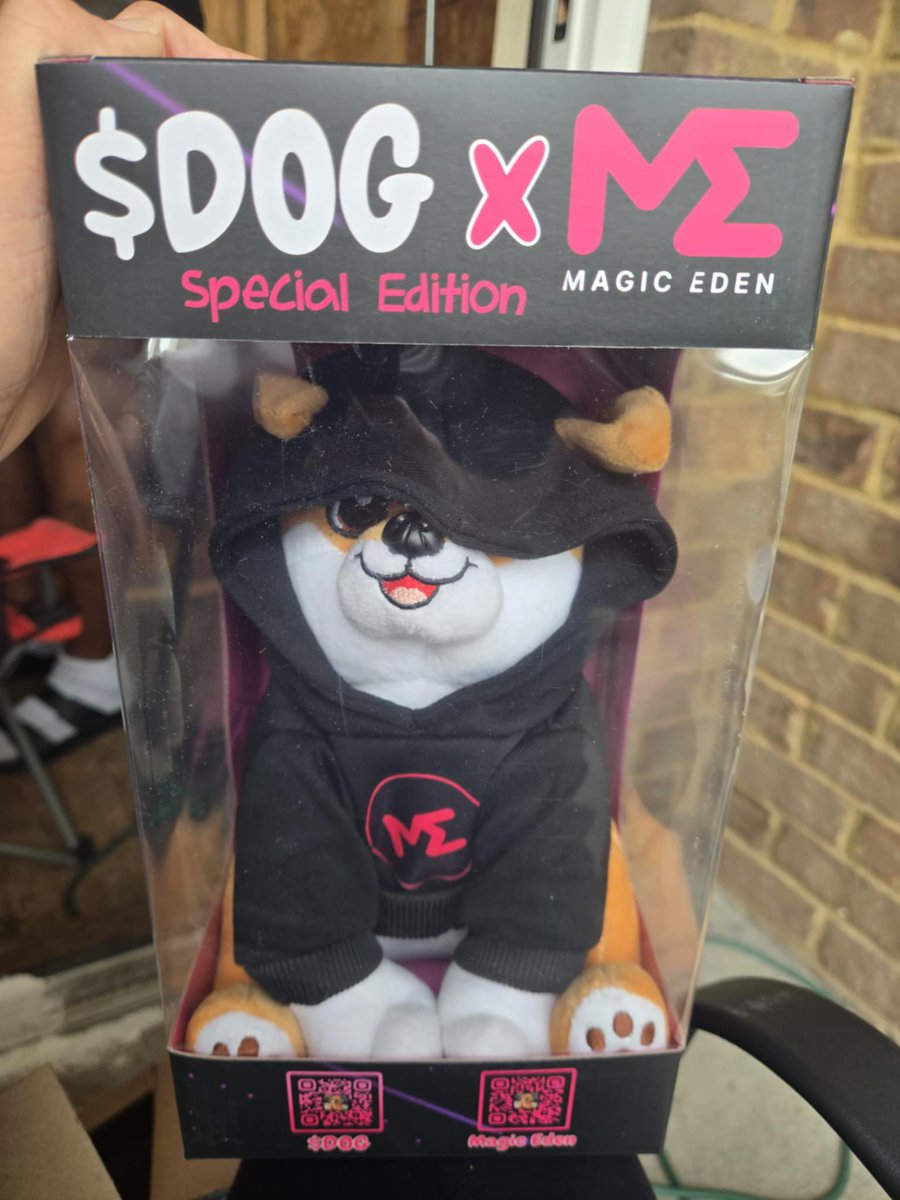 $DOG x ME
Special Edition
MAGIC EDEN
ME
$DOG
Magic Eden